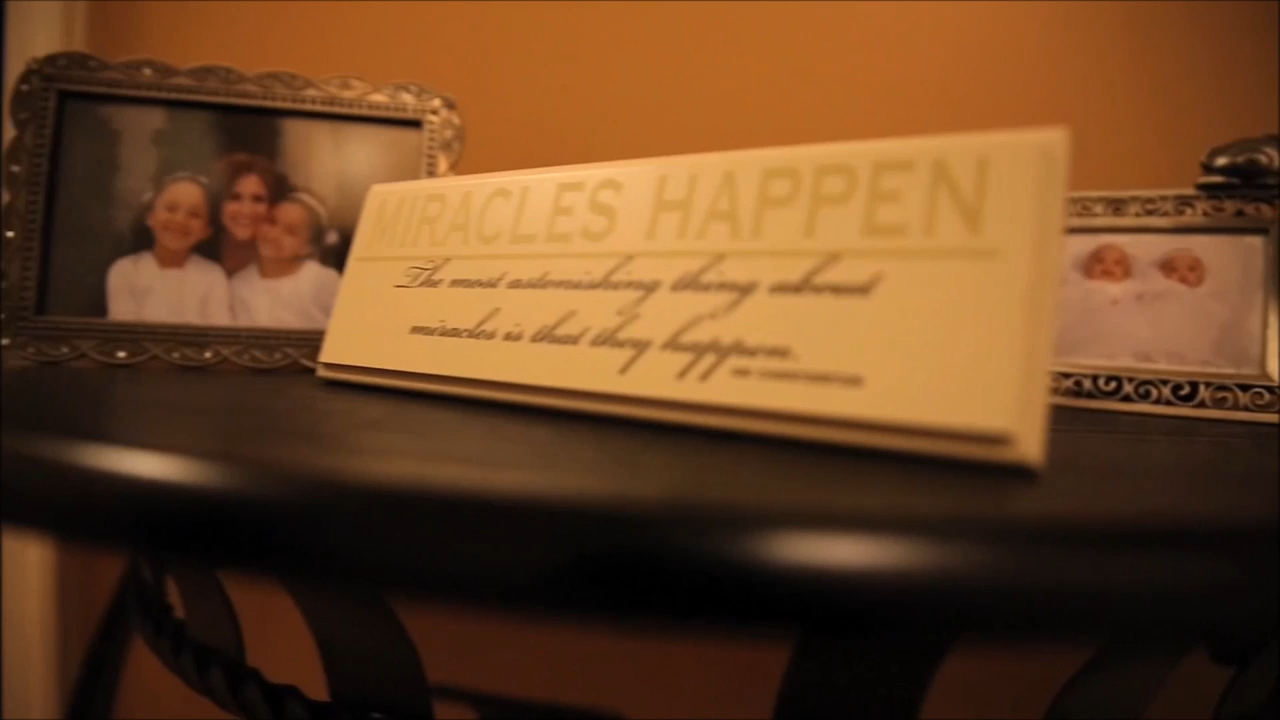 MIRACLES HAPPEN
The most astonishing thing about
miracles is that they happen.